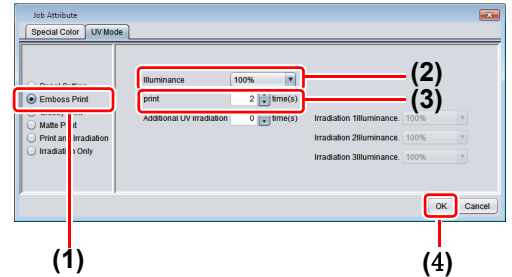 Job Attribute
Special Color UV Mode
Illuminance 100% (2)
Emboss Print print 2 time(s) (3)
Additional UV irradiation 0 time(s) Irradiation 1Illuminance. 100%
Matte Print
Print and Irradiation Irradiation 2Illuminance. 100%
Irradiation Only Irradiation 3Illuminance. 100%
OK Cancel
(1) (4)